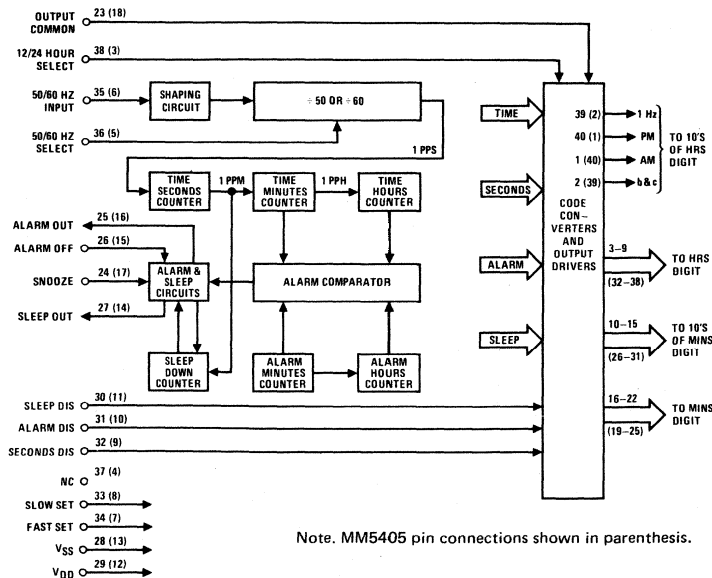 OUTPUT COMMON
23 (18)
12/24 HOUR SELECT
38 (3)
50/60 HZ INPUT
35 (6)
SHAPING CIRCUIT
÷ 50 OR ÷ 60
50/60 HZ SELECT
36 (5)
1 PPS
TIME SECONDS COUNTER
1 PPM
TIME MINUTES COUNTER
1 PPH
TIME HOURS COUNTER
ALARM OUT
25 (16)
ALARM OFF
26 (15)
SNOOZE
24 (17)
SLEEP OUT
27 (14)
ALARM & SLEEP CIRCUITS
ALARM COMPARATOR
SLEEP DOWN COUNTER
ALARM MINUTES COUNTER
ALARM HOURS COUNTER
SLEEP DIS
30 (11)
ALARM DIS
31 (10)
SECONDS DIS
32 (9)
NC
37 (4)
SLOW SET
33 (8)
FAST SET
34 (7)
VSS
28 (13)
VDD
29 (12)
TIME
SECONDS
ALARM
SLEEP
39 (2)
1 Hz
40 (1)
PM
1 (40)
AM
2 (39)
b & c
TO 10'S OF HRS DIGIT
CODE CON- VERTERS AND OUTPUT DRIVERS
3–9
(32–38)
TO HRS DIGIT
10–15
(26–31)
TO 10'S OF MINS DIGIT
16–22
(19–25)
TO MINS DIGIT
Note. MM5405 pin connections shown in parenthesis.